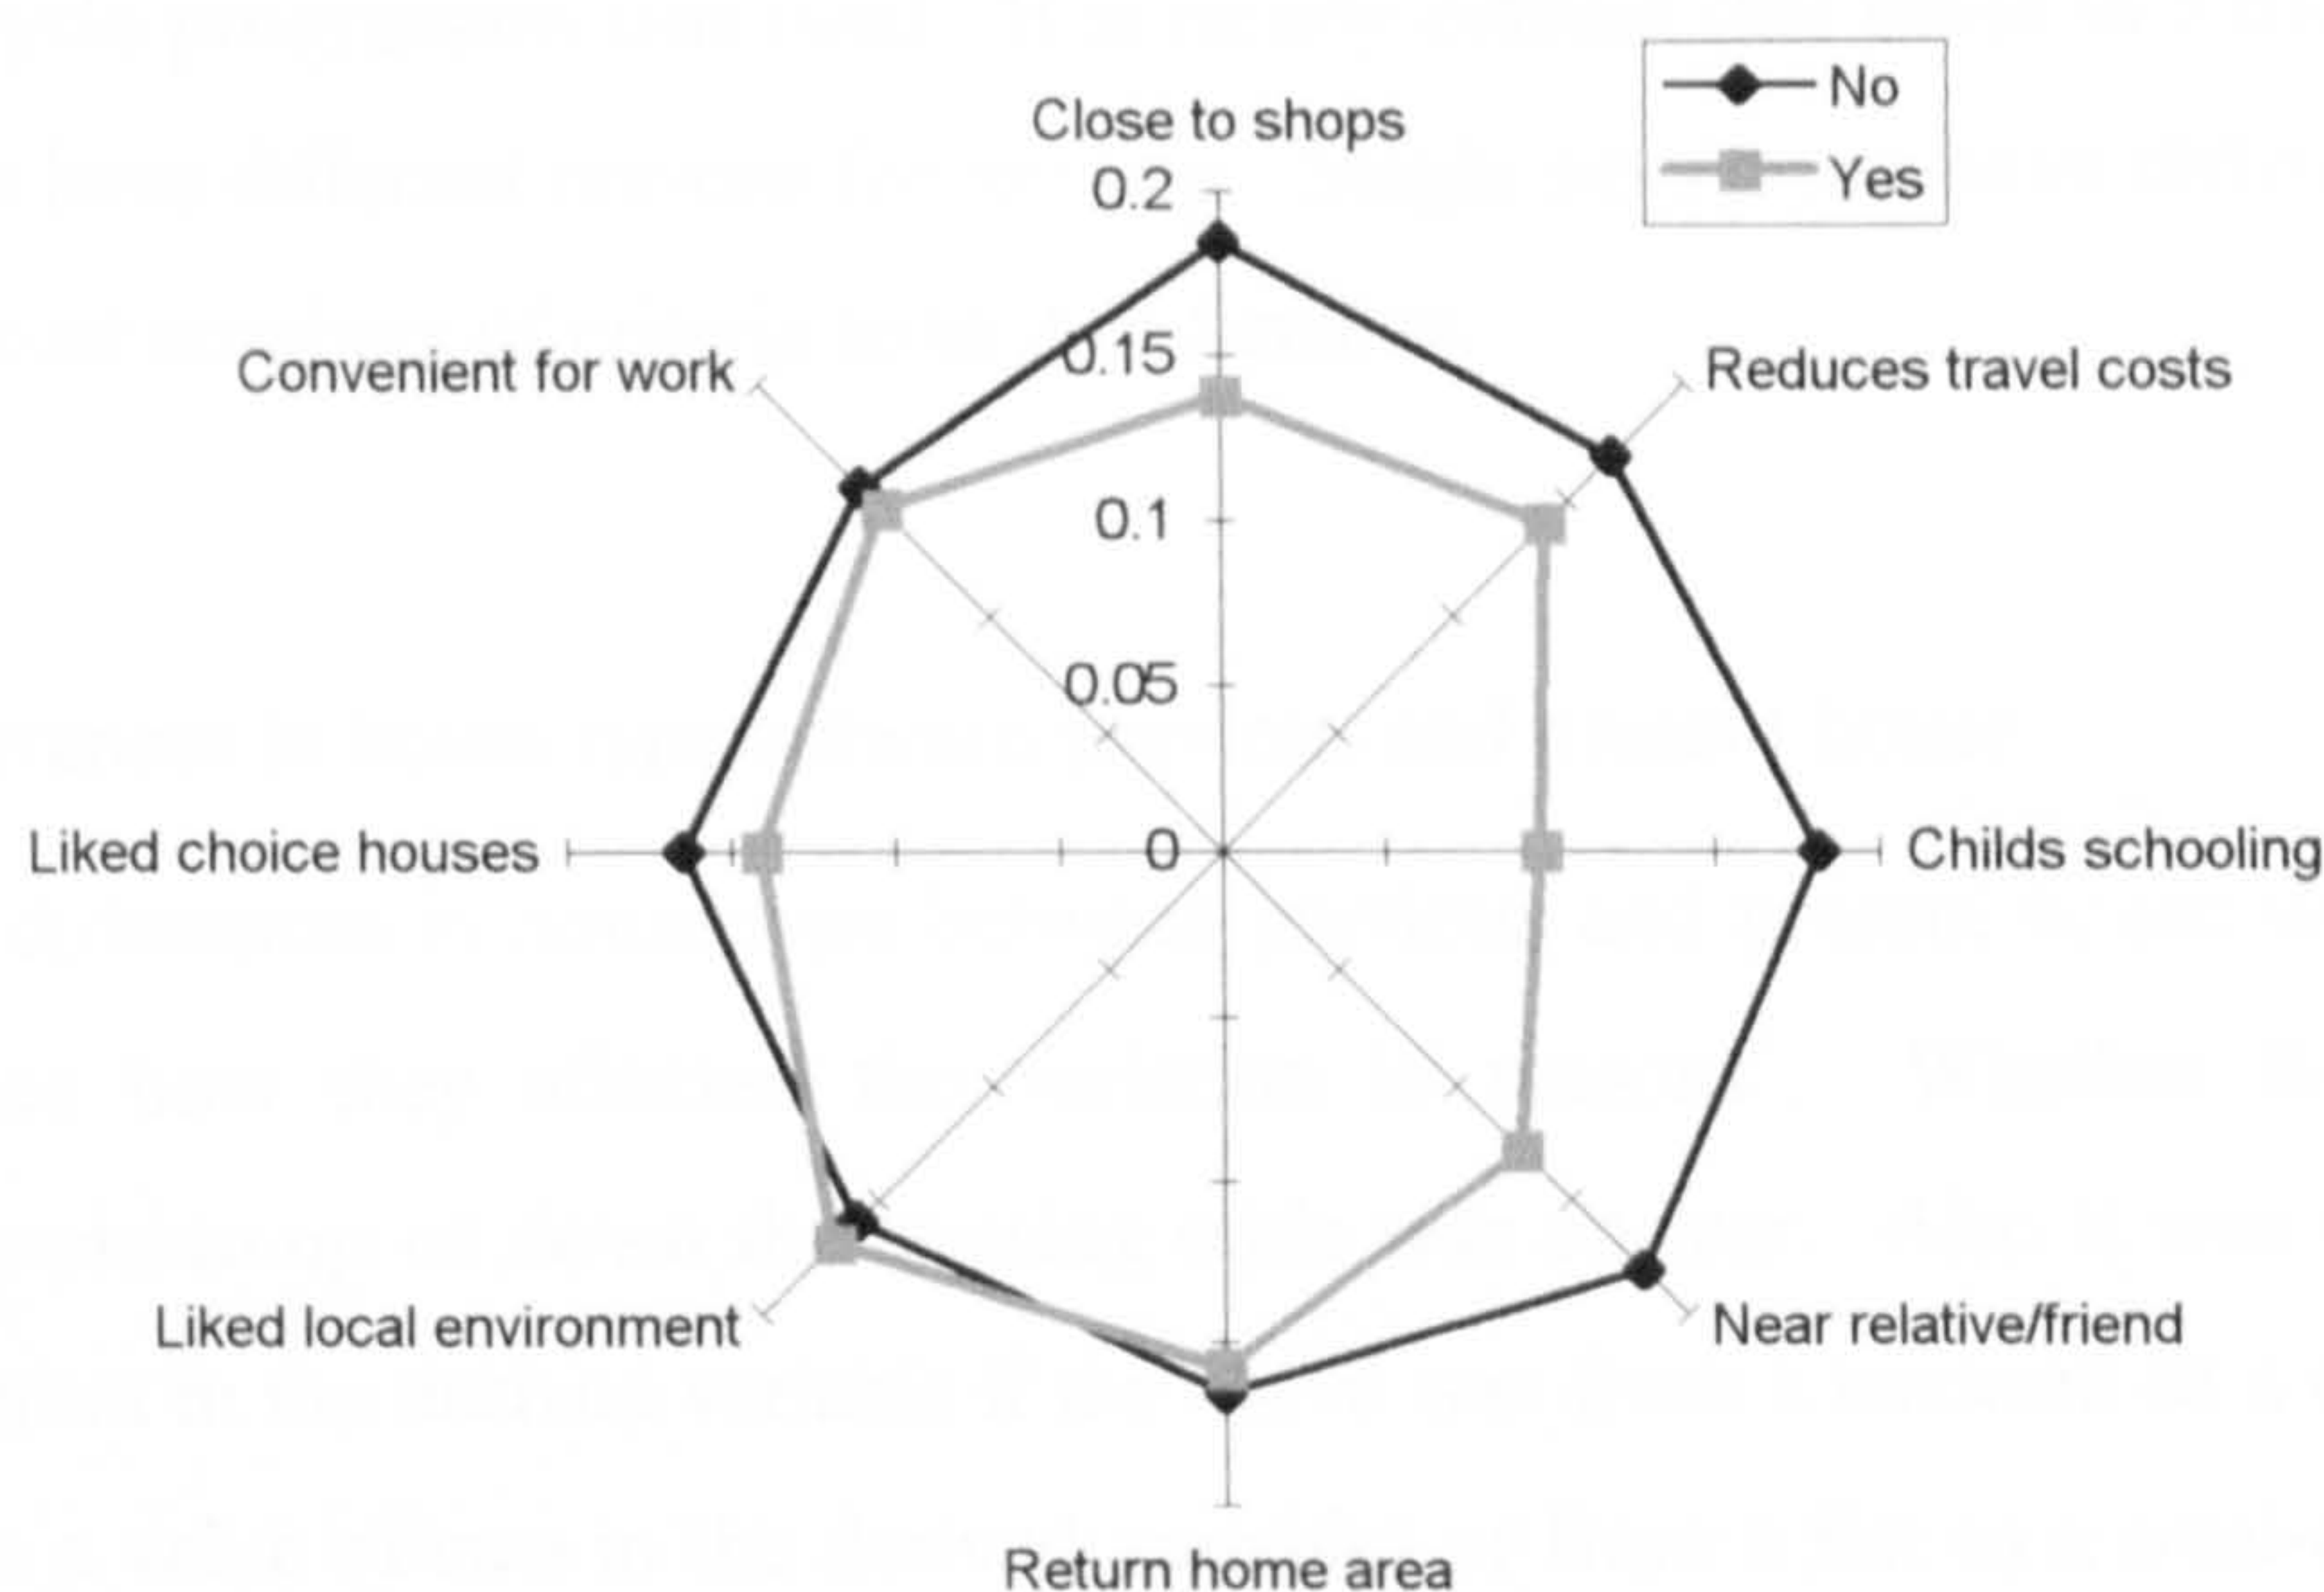 No
Yes
Close to shops
0.2
0.15
0.1
0.05
0
Reduces travel costs
Convenient for work
Liked choice houses
Childs schooling
Liked local environment
Near relative/friend
Return home area